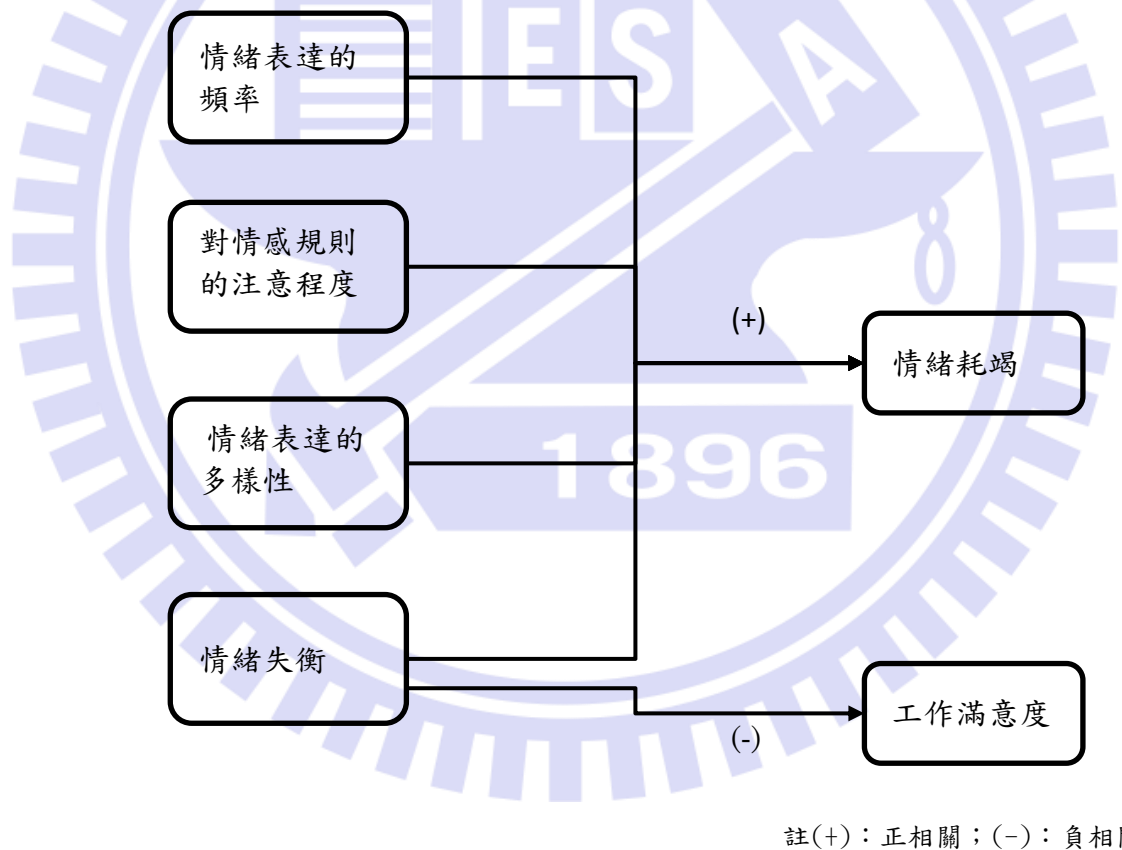 情緒表達的
頻率
對情感規則
的注意程度
(+)
情緒耗竭
情緒表達的
多樣性
情緒失衡
工作滿意度
(-)
註(+)：正相關；(-)：負相
ES
A
1896